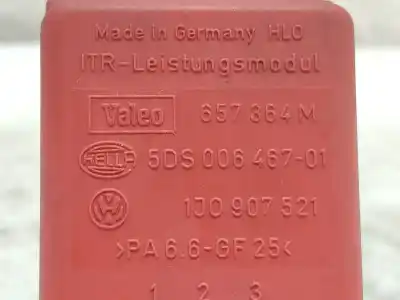 Made in Germany HLO
ITR-Leistungsmodul
Valeo 657 364 M
HELLA 5DS 006 467-01
VW 1J0 907 521
>PA 6.6-GF 25<
1 2 3